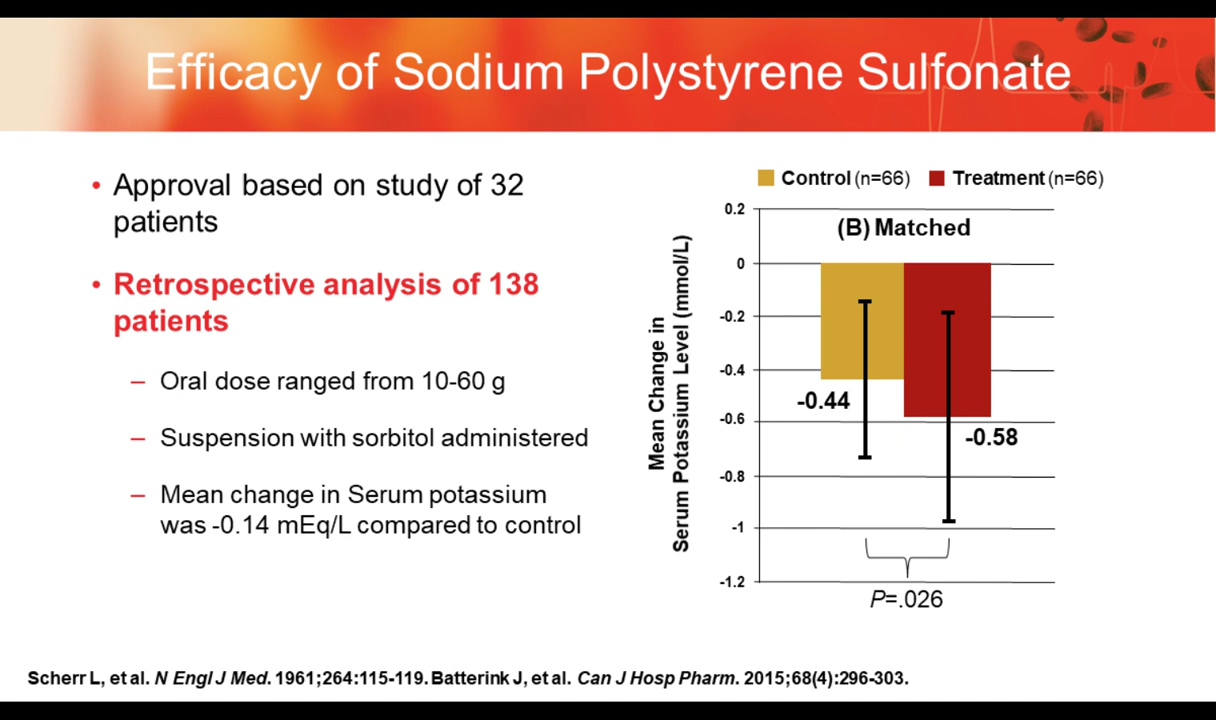 Efficacy of Sodium Polystyrene Sulfonate
• Approval based on study of 32
patients
• Retrospective analysis of 138
patients
– Oral dose ranged from 10-60 g
– Suspension with sorbitol administered
– Mean change in Serum potassium
was -0.14 mEq/L compared to control
Control (n=66) Treatment (n=66)
(B) Matched
Mean Change in
Serum Potassium Level (mmol/L)
0.2
0
-0.2
-0.4
-0.6
-0.8
-1
-1.2
-0.44
-0.58
P=.026
Scherr L, et al. N Engl J Med. 1961;264:115-119. Batterink J, et al. Can J Hosp Pharm. 2015;68(4):296-303.